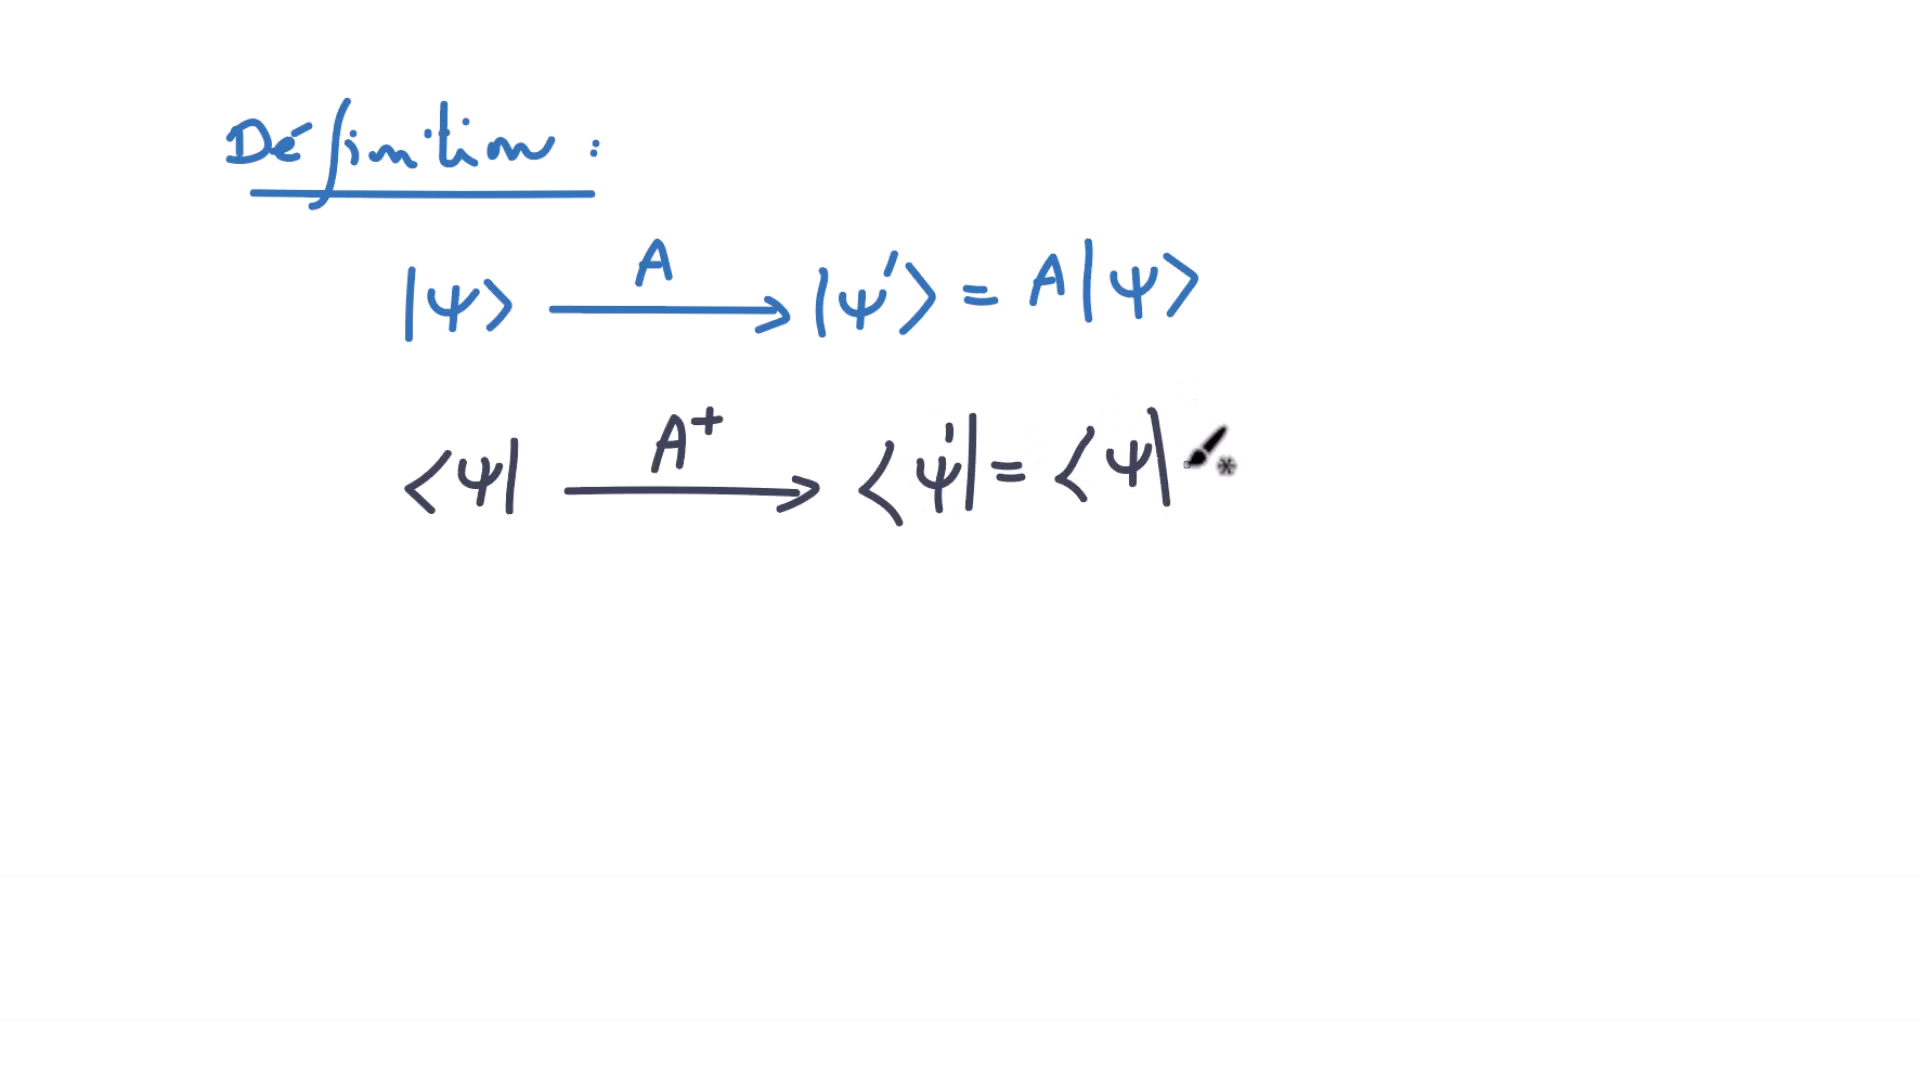 Définition :
|ψ⟩ —A→ |ψ'⟩ = A|ψ⟩
⟨ψ| —A⁺→ ⟨ψ'| = ⟨ψ|